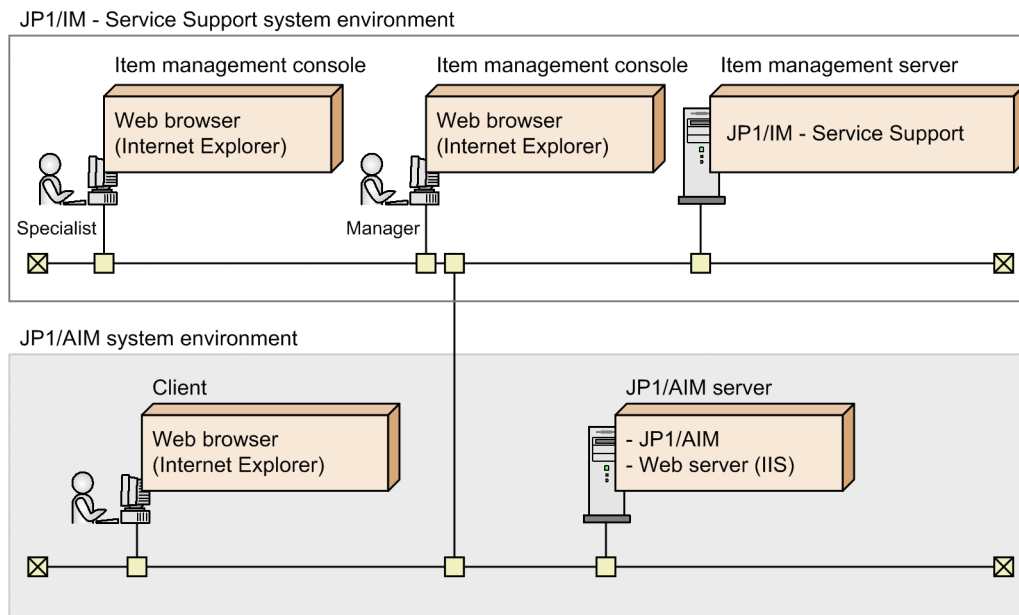 JP1/IM - Service Support system environment
Item management console
Item management console
Item management server
Web browser
(Internet Explorer)
Web browser
(Internet Explorer)
JP1/IM - Service Support
Specialist
Manager
JP1/AIM system environment
Client
JP1/AIM server
Web browser
(Internet Explorer)
- JP1/AIM
- Web server (IIS)